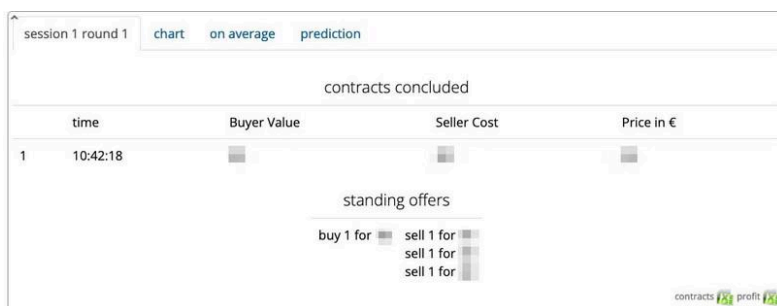 session 1 round 1 chart on average prediction
contracts concluded
time Buyer Value Seller Cost Price in €
1 10:42:18
standing offers
buy 1 for sell 1 for
sell 1 for
sell 1 for
contracts profit